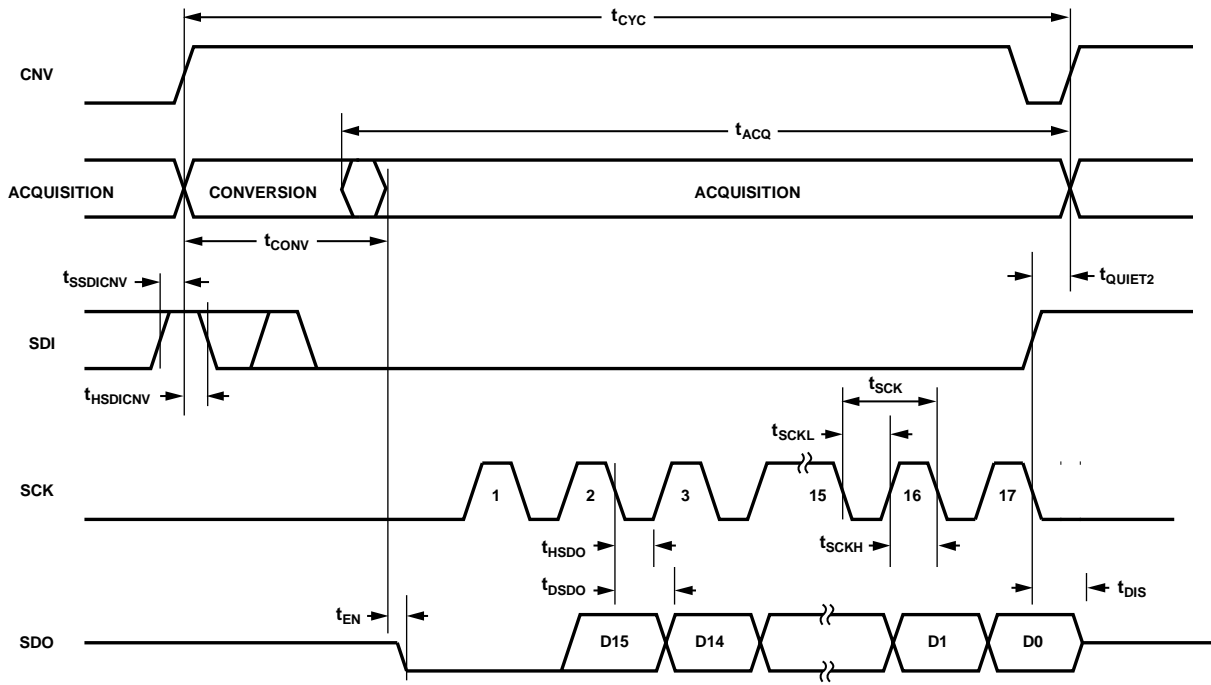 tCYC
CNV
tACQ
ACQUISITION
CONVERSION
ACQUISITION
tCONV
tSSDICNV
tQUIET2
SDI
tHSDICNV
tSCK
tSCKL
SCK
1
2
3
15
16
17
tHSDO
tSCKH
tDSDO
tDIS
tEN
SDO
D15
D14
D1
D0